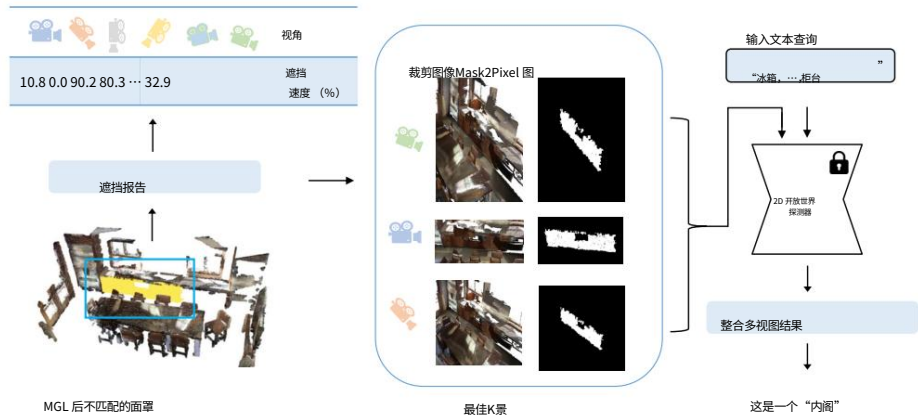 视角
10.8 0.0 90.2 80.3 … 32.9
遮挡
速度 （%）
遮挡报告
MGL 后不匹配的面罩
裁剪图像Mask2Pixel 图
最佳K景
输入文本查询
”
“冰箱，…,柜台
2D 开放世界
探测器
整合多视图结果
这是一个“内阁”